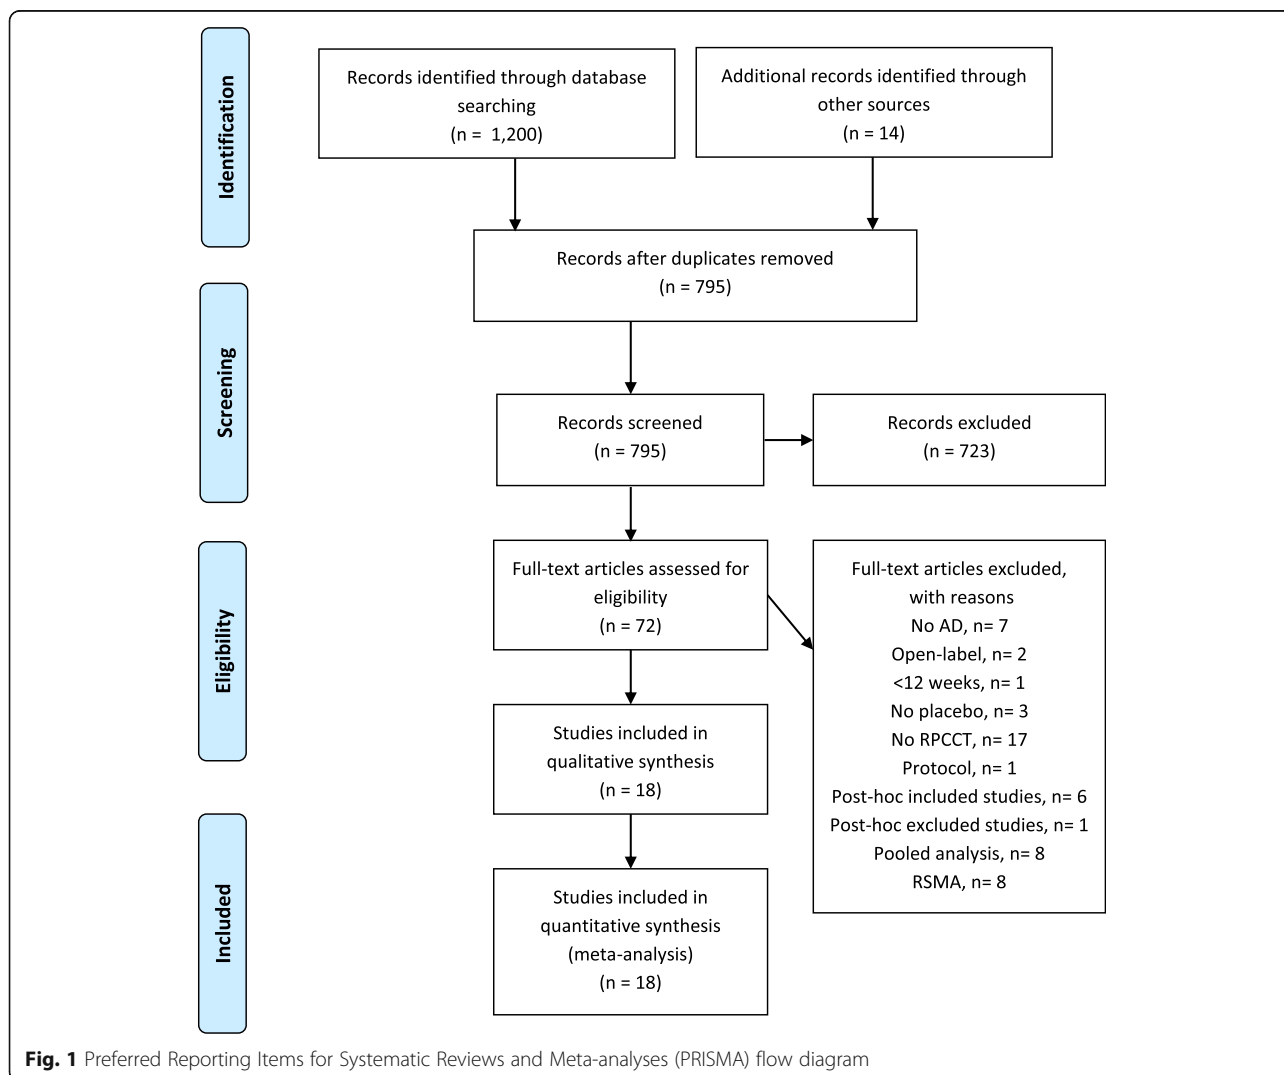 Identification
Records identified through database
searching
(n =  1,200)
Additional records identified through
other sources
(n = 14)
Records after duplicates removed
(n = 795)
Screening
Records screened
(n = 795)
Records excluded
(n = 723)
Eligibility
Full-text articles assessed for
eligibility
(n = 72)
Full-text articles excluded,
with reasons
No AD, n= 7
Open-label, n= 2
<12 weeks, n= 1
No placebo, n= 3
No RPCCT, n= 17
Protocol, n= 1
Post-hoc included studies, n= 6
Post-hoc excluded studies, n= 1
Pooled analysis, n= 8
RSMA, n= 8
Studies included in
qualitative synthesis
(n = 18)
Included
Studies included in
quantitative synthesis
(meta-analysis)
(n = 18)
Fig. 1 Preferred Reporting Items for Systematic Reviews and Meta-analyses (PRISMA) flow diagram